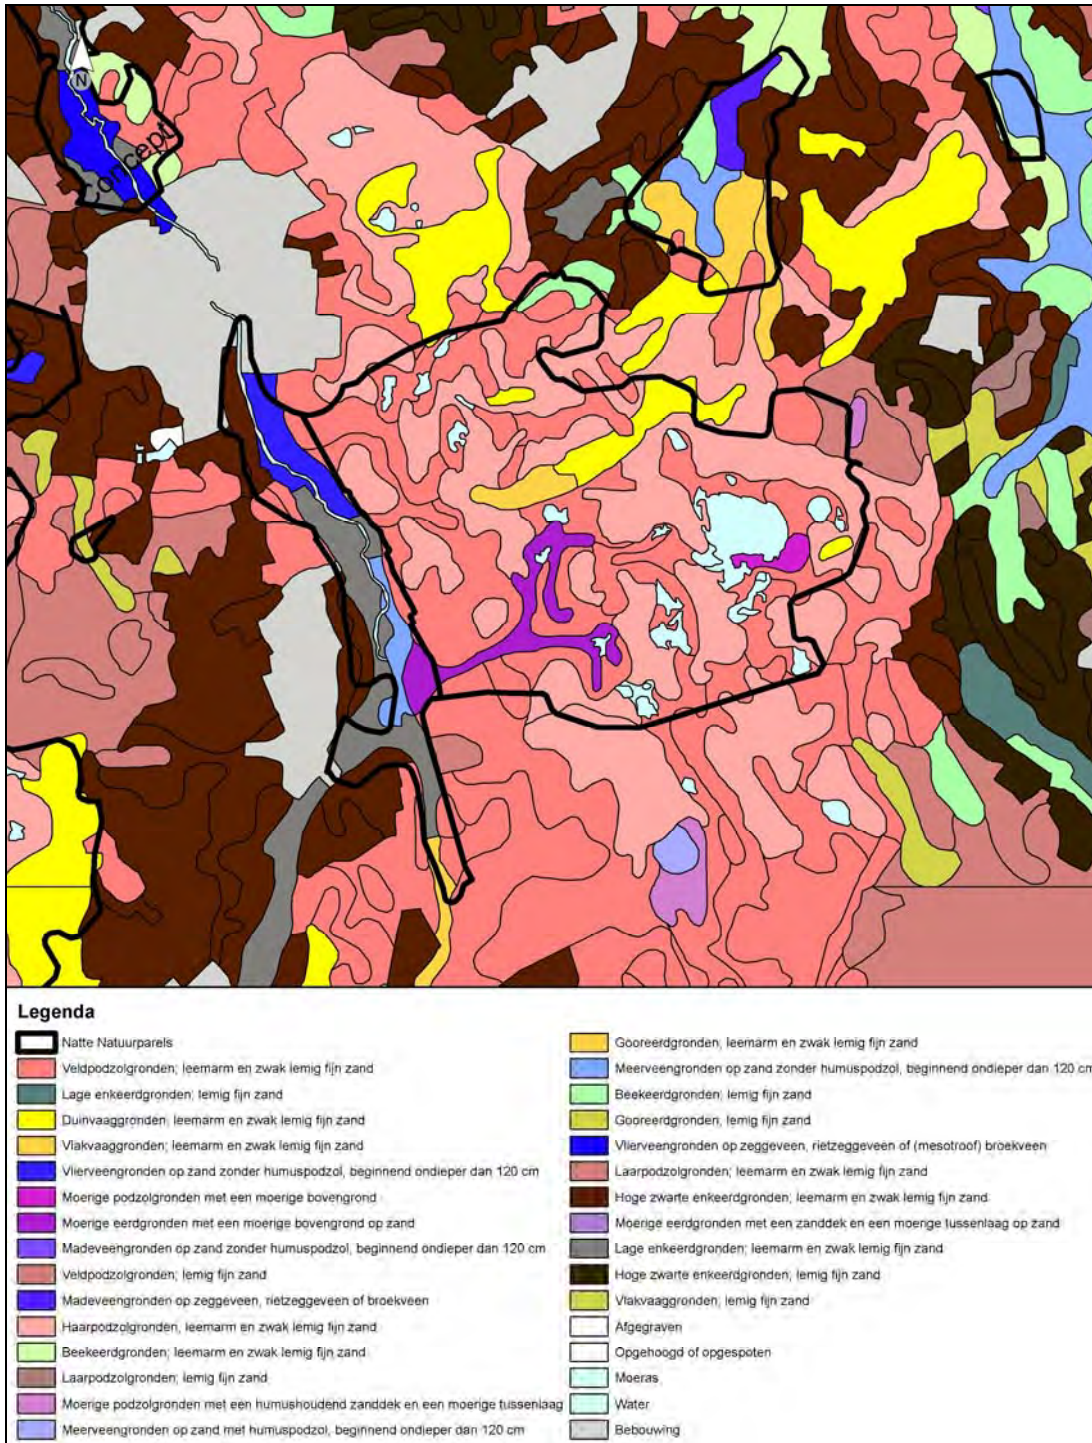 N
Concept
Legenda
Natte Natuurparels
Veldpodzolgronden; leemarm en zwak lemig fijn zand
Lage enkeerdgronden; lemig fijn zand
Duinvaaggronden; leemarm en zwak lemig fijn zand
Vlakvaaggronden; leemarm en zwak lemig fijn zand
Vlierveengronden op zand zonder humuspodzol, beginnend ondieper dan 120 cm
Moerige podzolgronden met een moerige bovengrond
Moerige eerdgronden met een moerige bovengrond op zand
Madeveengronden op zand zonder humuspodzol, beginnend ondieper dan 120 cm
Veldpodzolgronden; lemig fijn zand
Madeveengronden op zeggeveen, rietzeggeveen of broekveen
Haarpodzolgronden; leemarm en zwak lemig fijn zand
Beekeerdgronden; leemarm en zwak lemig fijn zand
Laarpodzolgronden; lemig fijn zand
Moerige podzolgronden met een humushoudend zanddek en een moerige tussenlaag
Meerveengronden op zand met humuspodzol, beginnend ondieper dan 120 cm
Gooreerdgronden; leemarm en zwak lemig fijn zand
Meerveengronden op zand zonder humuspodzol, beginnend ondieper dan 120 cm
Beekeerdgronden; lemig fijn zand
Gooreerdgronden; lemig fijn zand
Vlierveengronden op zeggeveen, rietzeggeveen of (mesotroof) broekveen
Laarpodzolgronden; leemarm en zwak lemig fijn zand
Hoge zwarte enkeerdgronden; leemarm en zwak lemig fijn zand
Moerige eerdgronden met een zanddek en een moerige tussenlaag op zand
Lage enkeerdgronden; leemarm en zwak lemig fijn zand
Hoge zwarte enkeerdgronden; lemig fijn zand
Vlakvaaggronden; lemig fijn zand
Afgegraven
Opgehoogd of opgespoten
Moeras
Water
Bebouwing